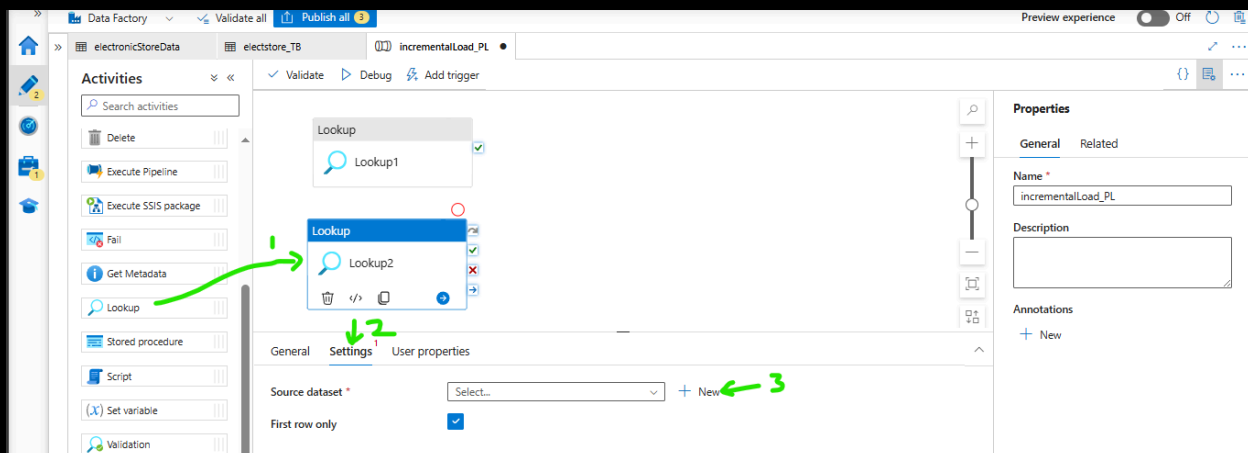 Data Factory
Validate all
Publish all 3
Preview experience
Off
electronicStoreData
electstore_TB
incrementalLoad_PL
Activities
Validate
Debug
Add trigger
Search activities
Delete
Execute Pipeline
Execute SSIS package
Fail
Get Metadata
Lookup
Stored procedure
Script
Set variable
Validation
2
1
Lookup
Lookup1
Lookup
Lookup2
1
2
General
Settings 1
User properties
Source dataset *
Select...
New
3
First row only
Properties
General
Related
Name *
incrementalLoad_PL
Description
Annotations
New